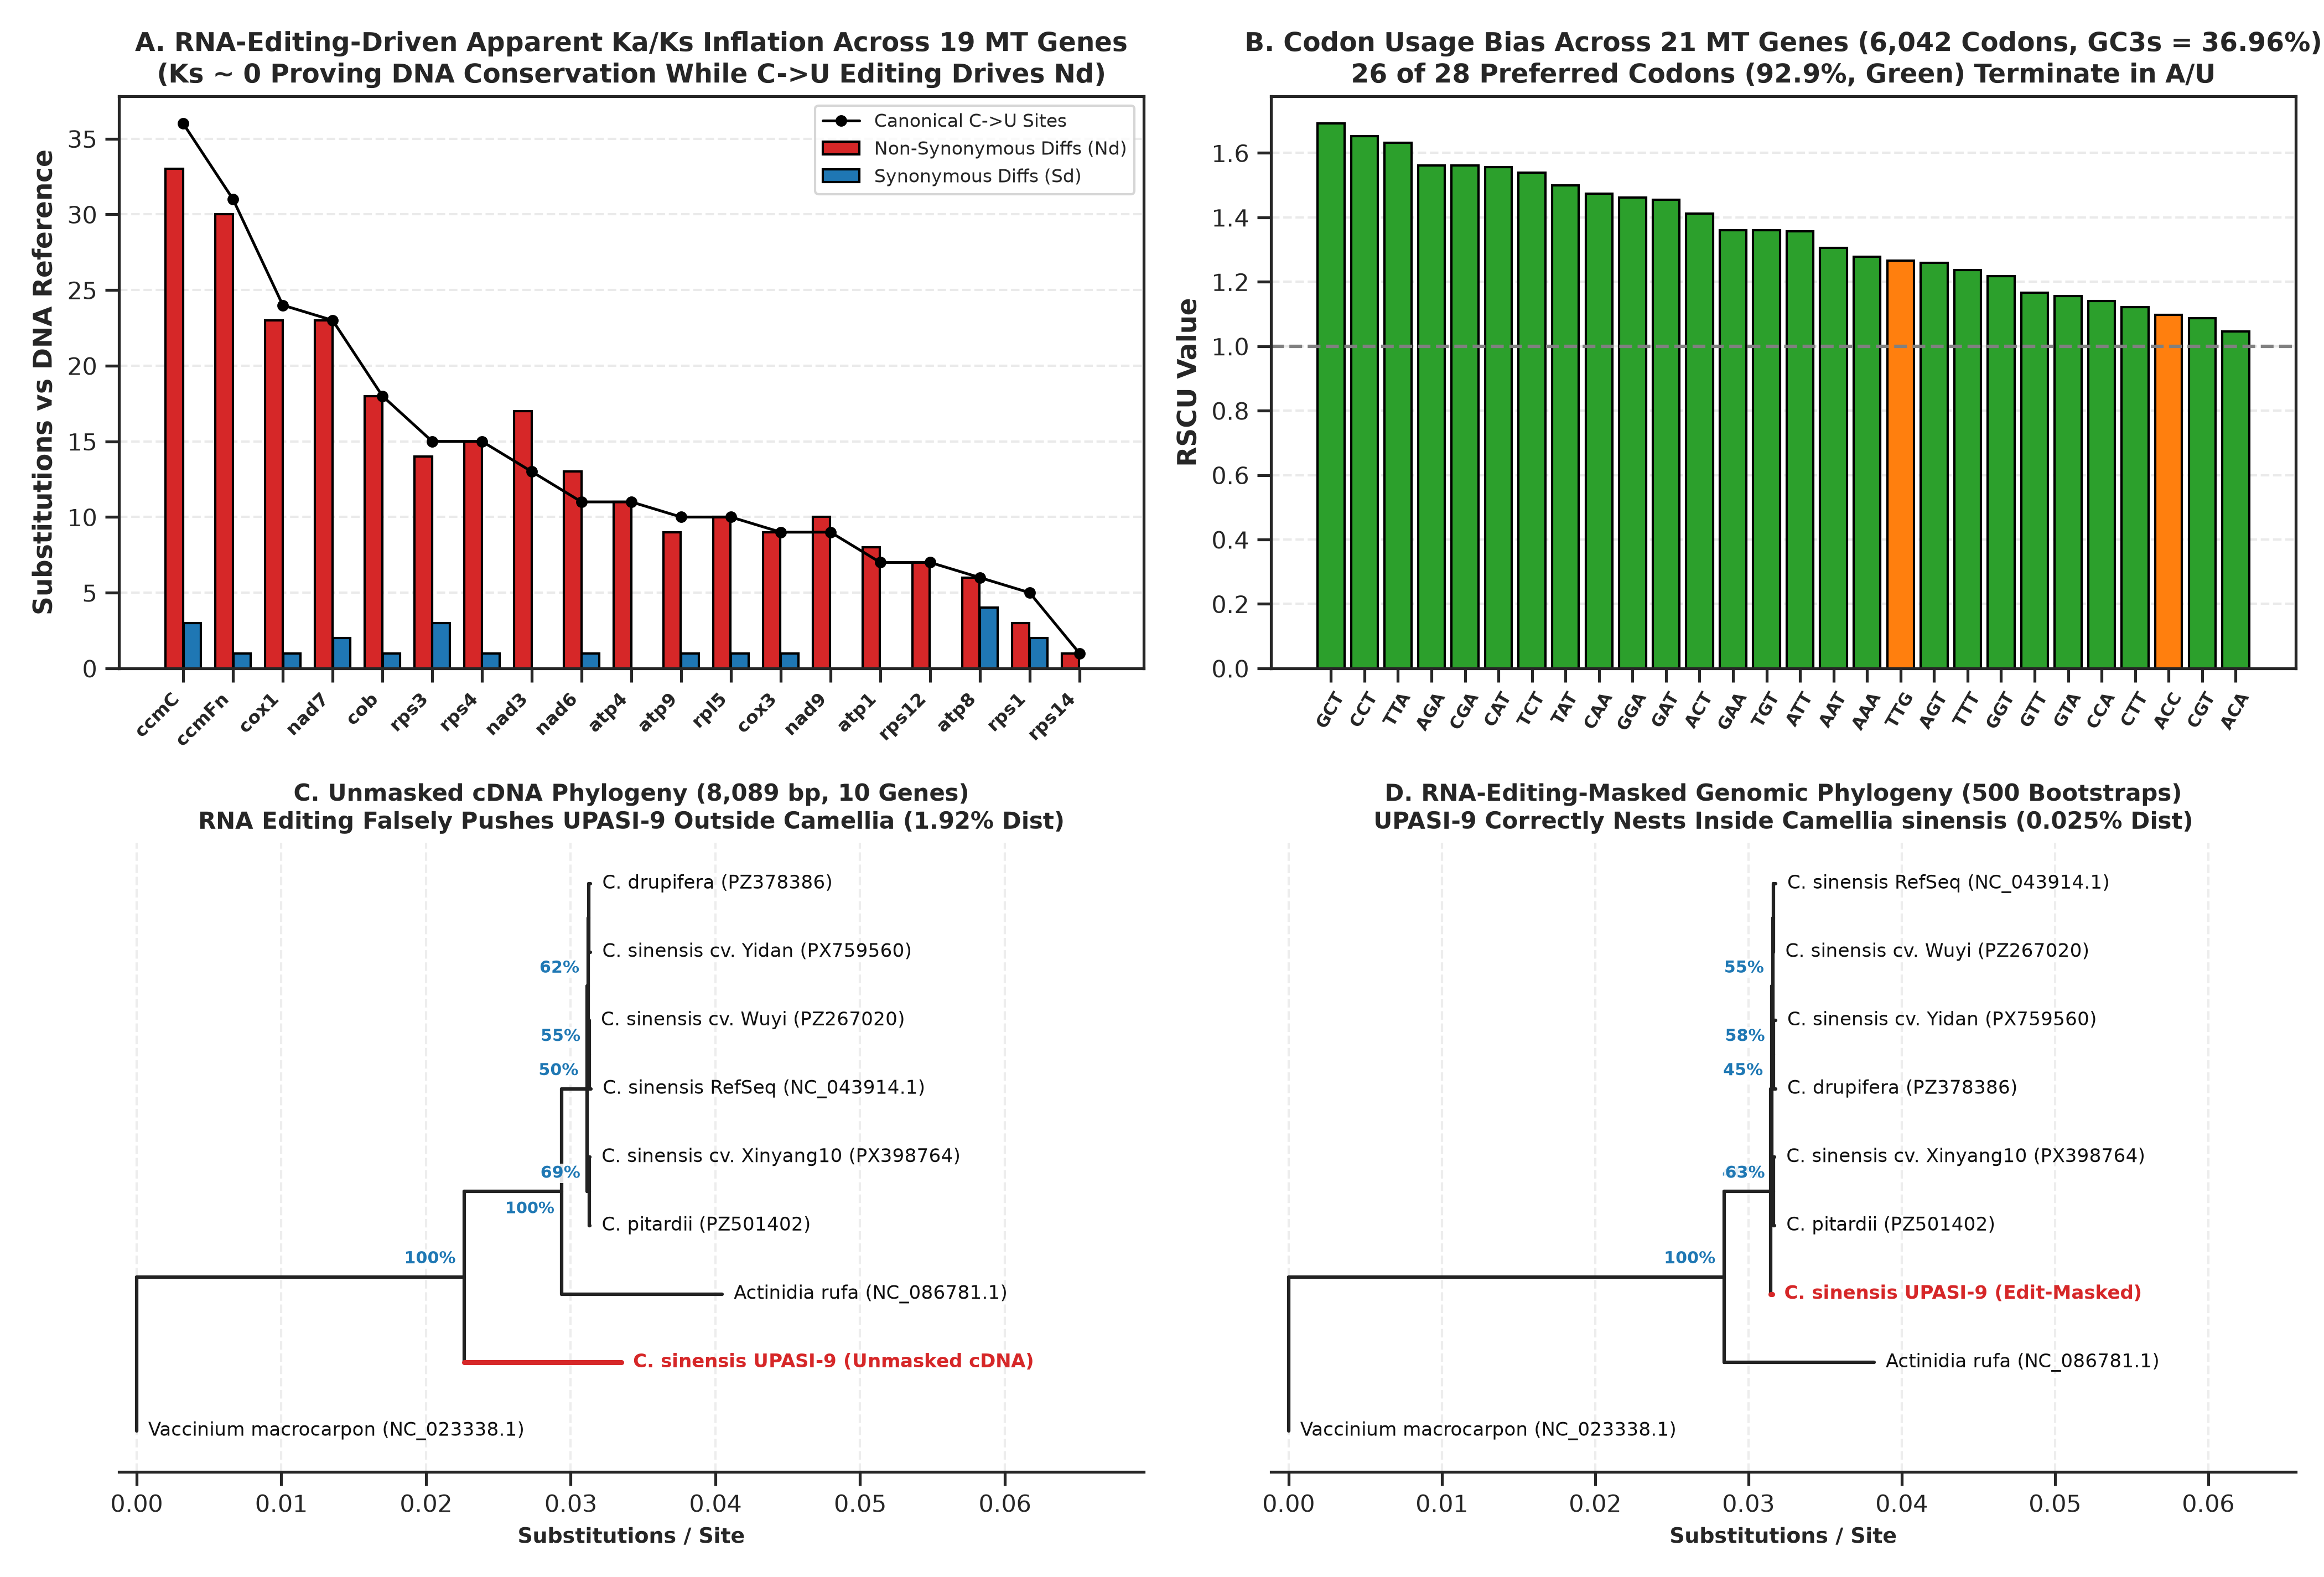 A. RNA-Editing-Driven Apparent Ka/Ks Inflation Across 19 MT Genes
(Ks ~ 0 Proving DNA Conservation While C->U Editing Drives Nd)
Substitutions vs DNA Reference
35
30
25
20
15
10
5
0
Canonical C->U Sites
Non-Synonymous Diffs (Nd)
Synonymous Diffs (Sd)
ccmC
ccmFn
cox1
nad7
cob
rps3
rps4
nad3
nad6
atp4
atp9
rpl5
cox3
nad9
atp1
rps12
atp8
rps1
rps14
B. Codon Usage Bias Across 21 MT Genes (6,042 Codons, GC3s = 36.96%)
26 of 28 Preferred Codons (92.9%, Green) Terminate in A/U
RSCU Value
1.6
1.4
1.2
1.0
0.8
0.6
0.4
0.2
0.0
GCT
CCT
TTA
AGA
CGA
CAT
TCT
TAT
CAA
GGA
GAT
ACT
GAA
TGT
ATT
AAT
AAA
TTG
AGT
TTT
GGT
GTT
GTA
CCA
CTT
ACC
CGT
ACA
C. Unmasked cDNA Phylogeny (8,089 bp, 10 Genes)
RNA Editing Falsely Pushes UPASI-9 Outside Camellia (1.92% Dist)
C. drupifera (PZ378386)
C. sinensis cv. Yidan (PX759560)
62%
C. sinensis cv. Wuyi (PZ267020)
55%
50%
C. sinensis RefSeq (NC_043914.1)
C. sinensis cv. Xinyang10 (PX398764)
69%
100%
C. pitardii (PZ501402)
100%
Actinidia rufa (NC_086781.1)
C. sinensis UPASI-9 (Unmasked cDNA)
Vaccinium macrocarpon (NC_023338.1)
0.00
0.01
0.02
0.03
0.04
0.05
0.06
Substitutions / Site
D. RNA-Editing-Masked Genomic Phylogeny (500 Bootstraps)
UPASI-9 Correctly Nests Inside Camellia sinensis (0.025% Dist)
C. sinensis RefSeq (NC_043914.1)
C. sinensis cv. Wuyi (PZ267020)
55%
C. sinensis cv. Yidan (PX759560)
58%
45%
C. drupifera (PZ378386)
C. sinensis cv. Xinyang10 (PX398764)
63%
C. pitardii (PZ501402)
100%
C. sinensis UPASI-9 (Edit-Masked)
Actinidia rufa (NC_086781.1)
Vaccinium macrocarpon (NC_023338.1)
0.00
0.01
0.02
0.03
0.04
0.05
0.06
Substitutions / Site